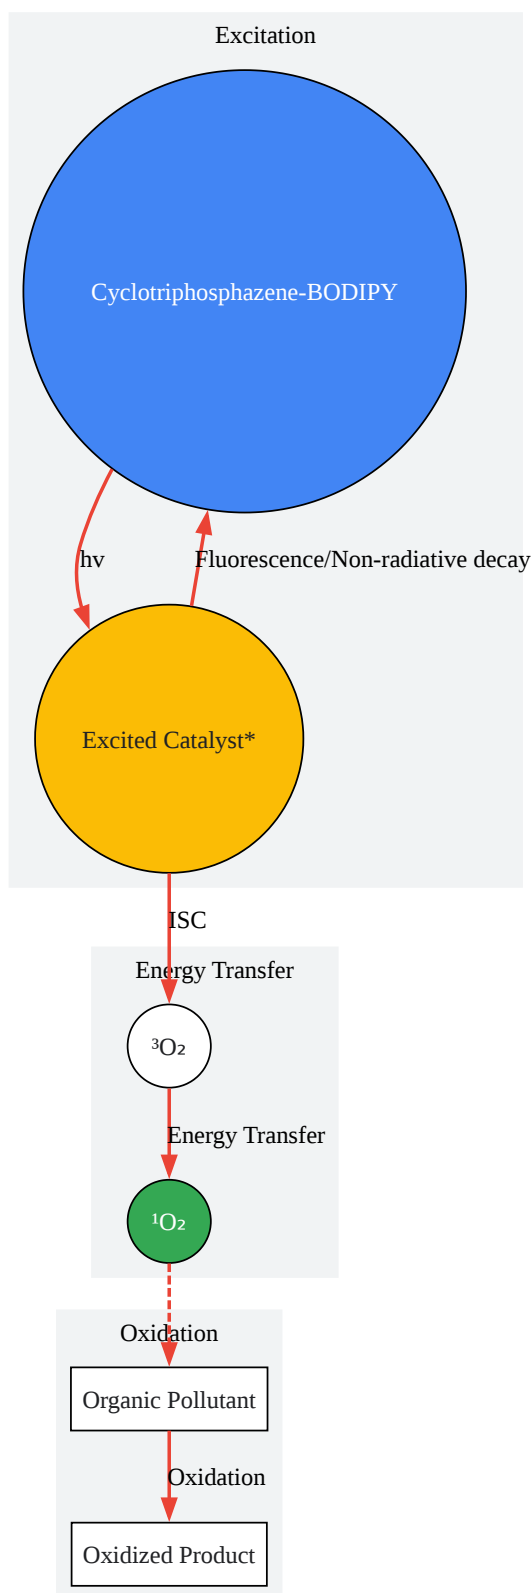 Excitation
Cyclotriphosphazene-BODIPY
hv
Fluorescence/Non-radiative decay
Excited Catalyst*
ISC
Energy Transfer
³O₂
Energy Transfer
¹O₂
Oxidation
Organic Pollutant
Oxidation
Oxidized Product